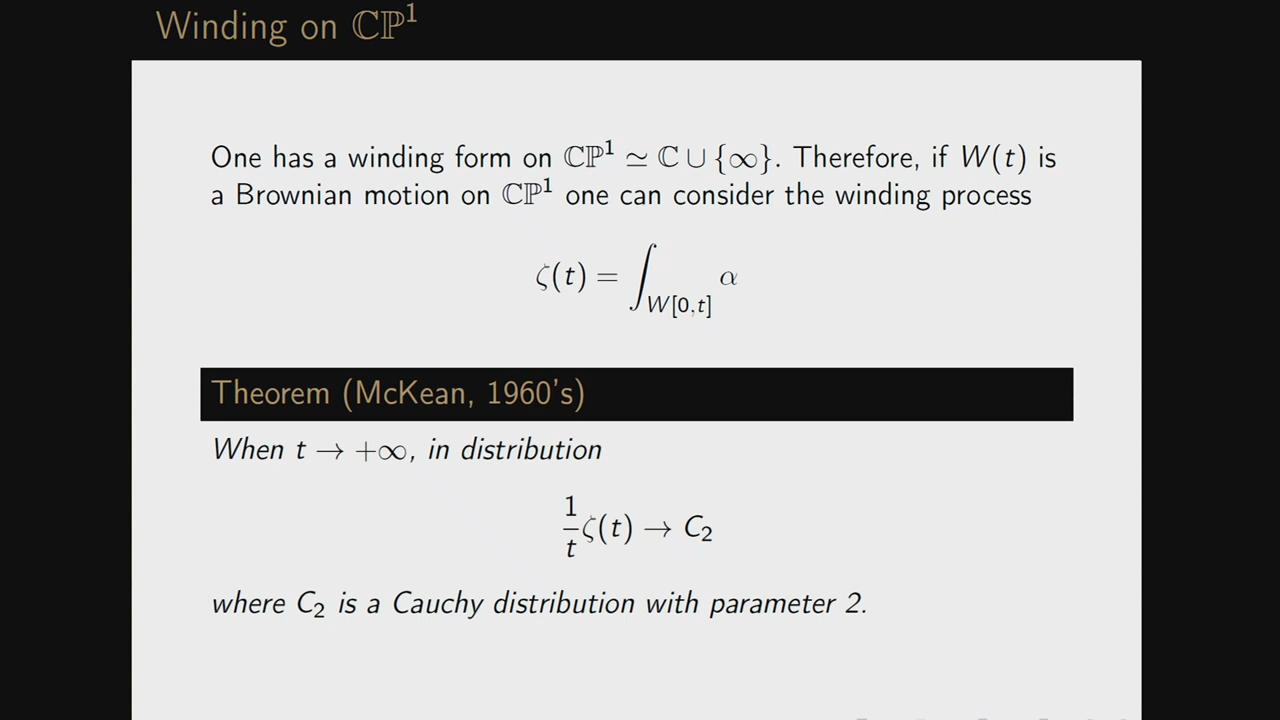 Winding on ℂℙ¹
One has a winding form on ℂℙ¹ ≃ ℂ ∪ {∞}. Therefore, if W(t) is
a Brownian motion on ℂℙ¹ one can consider the winding process
ζ(t) = ∫_{W[0,t]} α
Theorem (McKean, 1960's)
When t → +∞, in distribution
1/t ζ(t) → C₂
where C₂ is a Cauchy distribution with parameter 2.